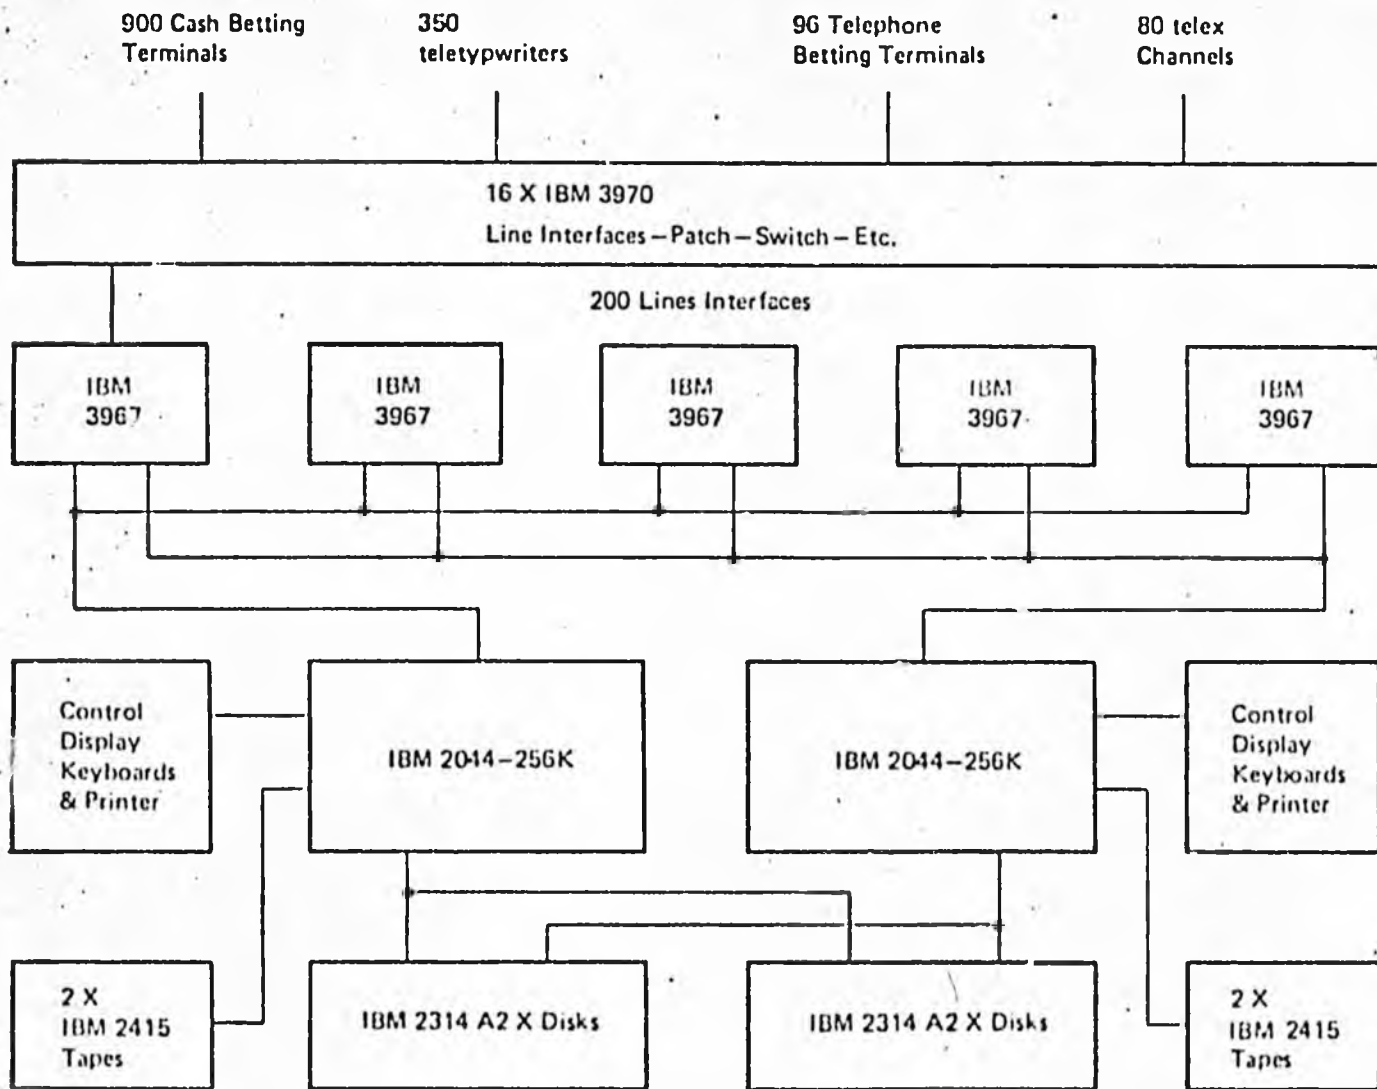 900 Cash Betting
Terminals
350
teletypwriters
96 Telephone
Betting Terminals
80 telex
Channels
16 X IBM 3970
Line Interfaces – Patch – Switch – Etc.
200 Lines Interfaces
IBM
3967
IBM
3967
IBM
3967
IBM
3967
IBM
3967
Control
Display
Keyboards
& Printer
IBM 2044–256K
IBM 2044–256K
Control
Display
Keyboards
& Printer
2 X
IBM 2415
Tapes
IBM 2314 A2 X Disks
IBM 2314 A2 X Disks
2 X
IBM 2415
Tapes